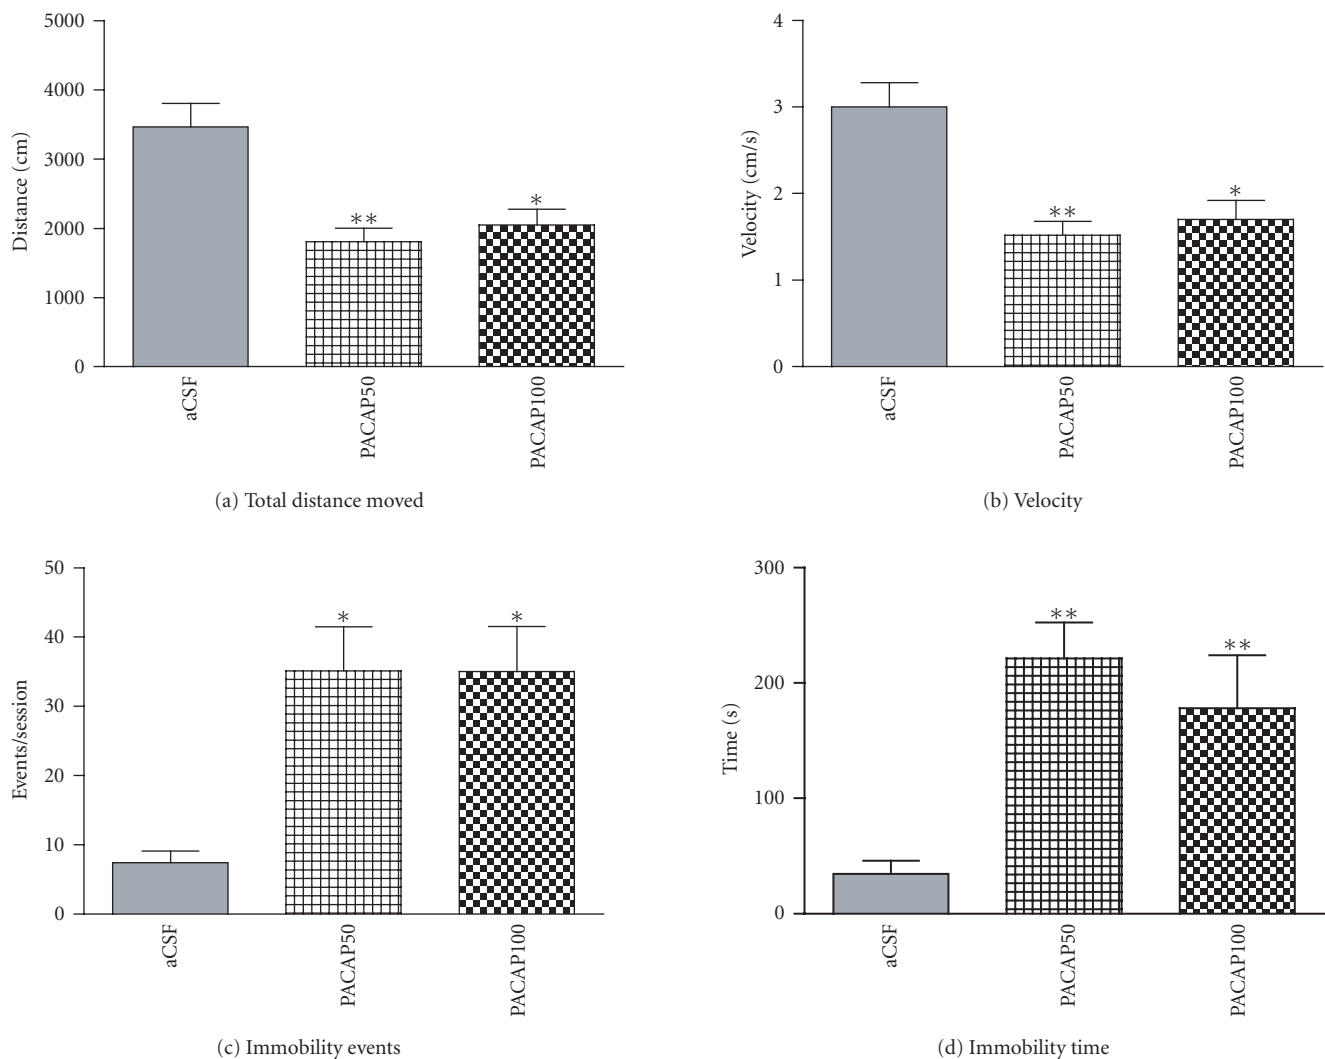 5000
4000
3000
2000
1000
0
Distance (cm)
**
*
aCSF
PACAP50
PACAP100
(a) Total distance moved
4
3
2
1
0
Velocity (cm/s)
**
*
aCSF
PACAP50
PACAP100
(b) Velocity
50
40
30
20
10
0
Events/session
*
*
aCSF
PACAP50
PACAP100
(c) Immobility events
300
200
100
0
Time (s)
**
**
aCSF
PACAP50
PACAP100
(d) Immobility time